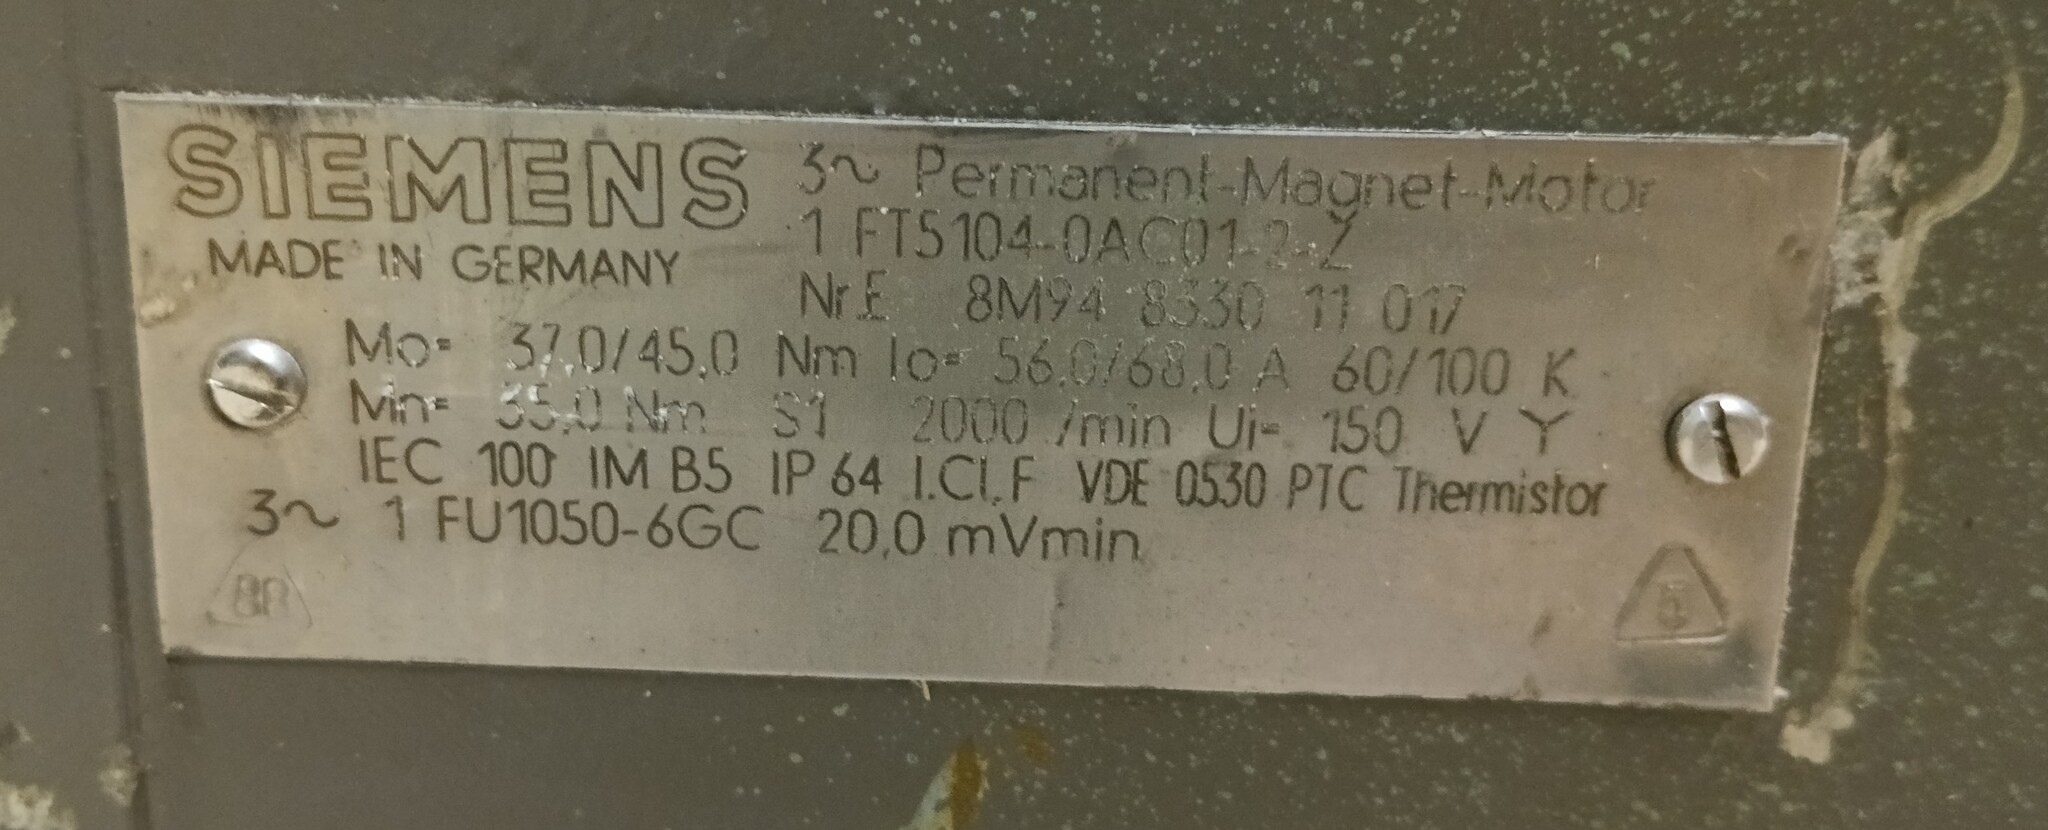 SIEMENS
MADE IN GERMANY
3~ Permanent-Magnet-Motor
1 FT5104-0AC01-2-Z
Nr.E 8M94 8330 11 017
Mo= 37,0/45,0 Nm Io= 56,0/68,0 A 60/100 K
Mn= 35,0 Nm S1 2000 /min Ui= 150 V Y
IEC 100 IM B5 IP 64 I.Cl.F VDE 0530 PTC Thermistor
3~ 1 FU1050-6GC 20,0 mVmin